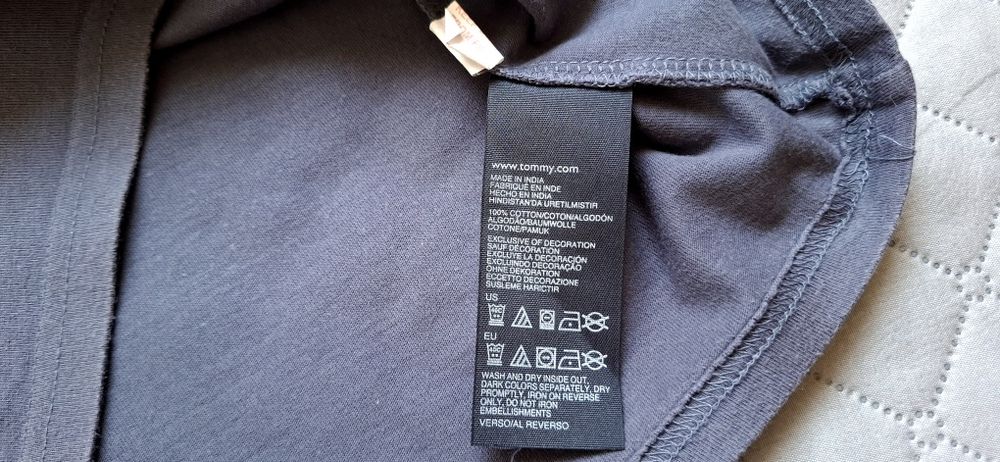 www.tommy.com
MADE IN INDIA
FABRIQUÉ EN INDE
HECHO EN INDIA
HINDISTAN'DA URETILMISTIR
100% COTTON/COTON/ALGODÓN
ALGODÃO/BAUMWOLLE
COTONE/PAMUK
EXCLUSIVE OF DECORATION
SAUF DÉCORATION
EXCLUYE LA DECORACIÓN
EXCLUINDO DECORAÇÃO
OHNE DEKORATION
ECCETTO DECORAZIONE
SUSLEME HARICTIR
US
40C
EU
40C
WASH AND DRY INSIDE OUT,
DARK COLORS SEPARATELY, DRY
PROMPTLY, IRON ON REVERSE
ONLY, DO NOT IRON
EMBELLISHMENTS
VERSO/AL REVERSO